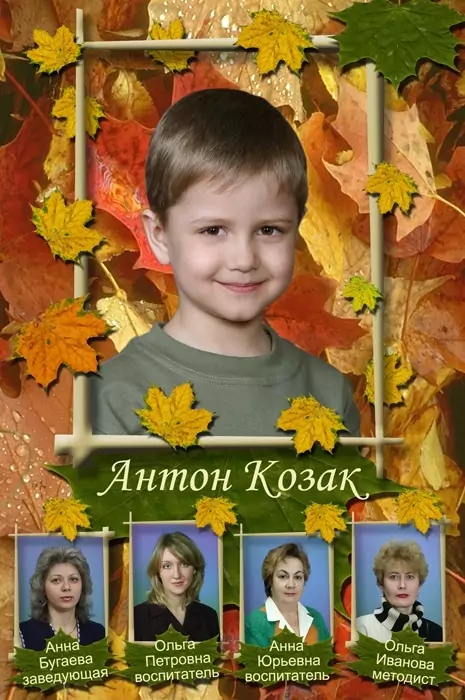 Антон Козак
Анна
Бугаева
заведующая
Ольга
Петровна
воспитатель
Анна
Юрьевна
воспитатель
Ольга
Иванова
методист